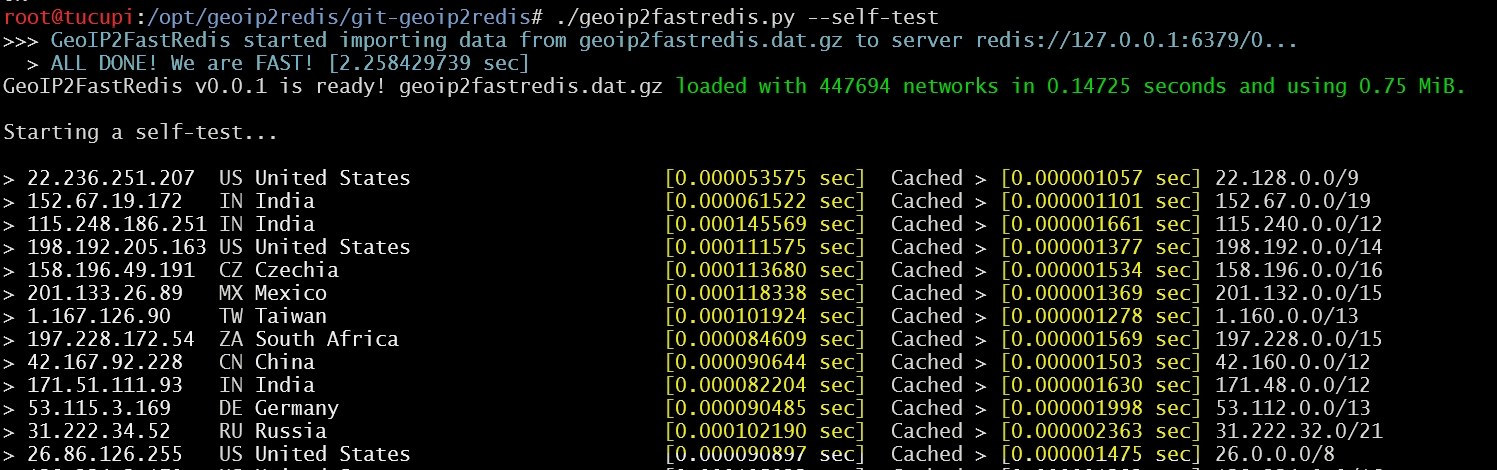 root@tucupi:/opt/geoip2redis/git-geoip2redis# ./geoip2fastredis.py --self-test
>>> GeoIP2FastRedis started importing data from geoip2fastredis.dat.gz to server redis://127.0.0.1:6379/0...
> ALL DONE! We are FAST! [2.258429739 sec]
GeoIP2FastRedis v0.0.1 is ready! geoip2fastredis.dat.gz loaded with 447694 networks in 0.14725 seconds and using 0.75 MiB.
Starting a self-test...
> 22.236.251.207 US United States [0.000053575 sec] Cached > [0.000001057 sec] 22.128.0.0/9
> 152.67.19.172 IN India [0.000061522 sec] Cached > [0.000001101 sec] 152.67.0.0/19
> 115.248.186.251 IN India [0.000145569 sec] Cached > [0.000001661 sec] 115.240.0.0/12
> 198.192.205.163 US United States [0.000111575 sec] Cached > [0.000001377 sec] 198.192.0.0/14
> 158.196.49.191 CZ Czechia [0.000113680 sec] Cached > [0.000001534 sec] 158.196.0.0/16
> 201.133.26.89 MX Mexico [0.000118338 sec] Cached > [0.000001369 sec] 201.132.0.0/15
> 1.167.126.90 TW Taiwan [0.000101924 sec] Cached > [0.000001278 sec] 1.160.0.0/13
> 197.228.172.54 ZA South Africa [0.000084609 sec] Cached > [0.000001569 sec] 197.228.0.0/15
> 42.167.92.228 CN China [0.000090644 sec] Cached > [0.000001503 sec] 42.160.0.0/12
> 171.51.111.93 IN India [0.000082204 sec] Cached > [0.000001630 sec] 171.48.0.0/12
> 53.115.3.169 DE Germany [0.000090485 sec] Cached > [0.000001998 sec] 53.112.0.0/13
> 31.222.34.52 RU Russia [0.000102190 sec] Cached > [0.000002363 sec] 31.222.32.0/21
> 26.86.126.255 US United States [0.000090897 sec] Cached > [0.000001475 sec] 26.0.0.0/8